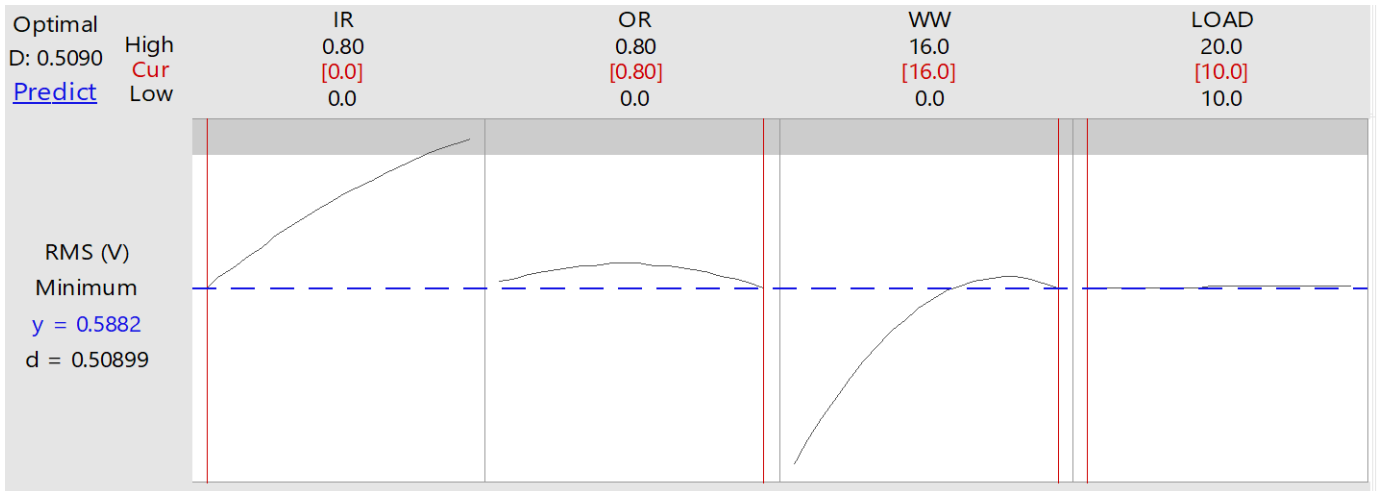 Optimal
D: 0.5090
Predict
High
Cur
Low
IR
0.80
[0.0]
0.0
OR
0.80
[0.80]
0.0
WW
16.0
[16.0]
0.0
LOAD
20.0
[10.0]
10.0
RMS (V)
Minimum
y = 0.5882
d = 0.50899